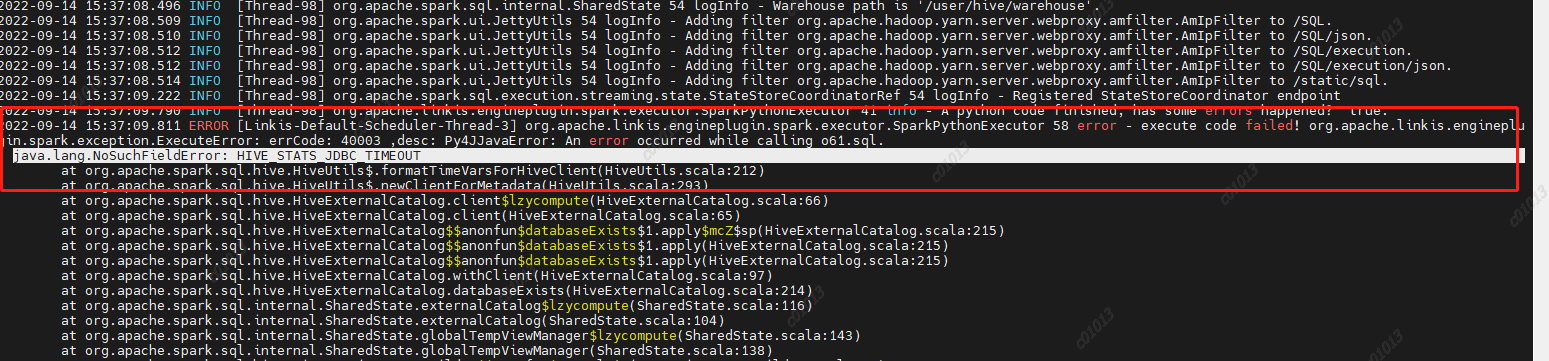 2022-09-14 15:37:08.496 INFO  [Thread-98] org.apache.spark.sql.internal.SharedState 54 logInfo - Warehouse path is '/user/hive/warehouse'.
2022-09-14 15:37:08.509 INFO  [Thread-98] org.apache.spark.ui.JettyUtils 54 logInfo - Adding filter org.apache.hadoop.yarn.server.webproxy.amfilter.AmIpFilter to /SQL.
2022-09-14 15:37:08.510 INFO  [Thread-98] org.apache.spark.ui.JettyUtils 54 logInfo - Adding filter org.apache.hadoop.yarn.server.webproxy.amfilter.AmIpFilter to /SQL/json.
2022-09-14 15:37:08.512 INFO  [Thread-98] org.apache.spark.ui.JettyUtils 54 logInfo - Adding filter org.apache.hadoop.yarn.server.webproxy.amfilter.AmIpFilter to /SQL/execution.
2022-09-14 15:37:08.512 INFO  [Thread-98] org.apache.spark.ui.JettyUtils 54 logInfo - Adding filter org.apache.hadoop.yarn.server.webproxy.amfilter.AmIpFilter to /SQL/execution/json.
2022-09-14 15:37:08.514 INFO  [Thread-98] org.apache.spark.ui.JettyUtils 54 logInfo - Adding filter org.apache.hadoop.yarn.server.webproxy.amfilter.AmIpFilter to /static/sql.
2022-09-14 15:37:09.222 INFO  [Thread-98] org.apache.spark.sql.execution.streaming.state.StateStoreCoordinatorRef 54 logInfo - Registered StateStoreCoordinator endpoint
2022-09-14 15:37:09.790 INFO  [Thread-98] org.apache.linkis.engineplugin.spark.executor.SparkPythonExecutor 41 info - A python code finished, has some errors happened?  true.
2022-09-14 15:37:09.811 ERROR [Linkis-Default-Scheduler-Thread-3] org.apache.linkis.engineplugin.spark.executor.SparkPythonExecutor 58 error - execute code failed! org.apache.linkis.engineplu
gin.spark.exception.ExecuteError: errCode: 40003 ,desc: Py4JJavaError: An error occurred while calling o61.sql.
java.lang.NoSuchFieldError: HIVE_STATS_JDBC_TIMEOUT
at org.apache.spark.sql.hive.HiveUtils$.formatTimeVarsForHiveClient(HiveUtils.scala:212)
at org.apache.spark.sql.hive.HiveUtils$.newClientForMetadata(HiveUtils.scala:293)
at org.apache.spark.sql.hive.HiveExternalCatalog.client$lzycompute(HiveExternalCatalog.scala:66)
at org.apache.spark.sql.hive.HiveExternalCatalog.client(HiveExternalCatalog.scala:65)
at org.apache.spark.sql.hive.HiveExternalCatalog$$anonfun$databaseExists$1.apply$mcZ$sp(HiveExternalCatalog.scala:215)
at org.apache.spark.sql.hive.HiveExternalCatalog$$anonfun$databaseExists$1.apply(HiveExternalCatalog.scala:215)
at org.apache.spark.sql.hive.HiveExternalCatalog$$anonfun$databaseExists$1.apply(HiveExternalCatalog.scala:215)
at org.apache.spark.sql.hive.HiveExternalCatalog.withClient(HiveExternalCatalog.scala:97)
at org.apache.spark.sql.hive.HiveExternalCatalog.databaseExists(HiveExternalCatalog.scala:214)
at org.apache.spark.sql.internal.SharedState.externalCatalog$lzycompute(SharedState.scala:116)
at org.apache.spark.sql.internal.SharedState.externalCatalog(SharedState.scala:104)
at org.apache.spark.sql.internal.SharedState.globalTempViewManager$lzycompute(SharedState.scala:143)
at org.apache.spark.sql.internal.SharedState.globalTempViewManager(SharedState.scala:138)